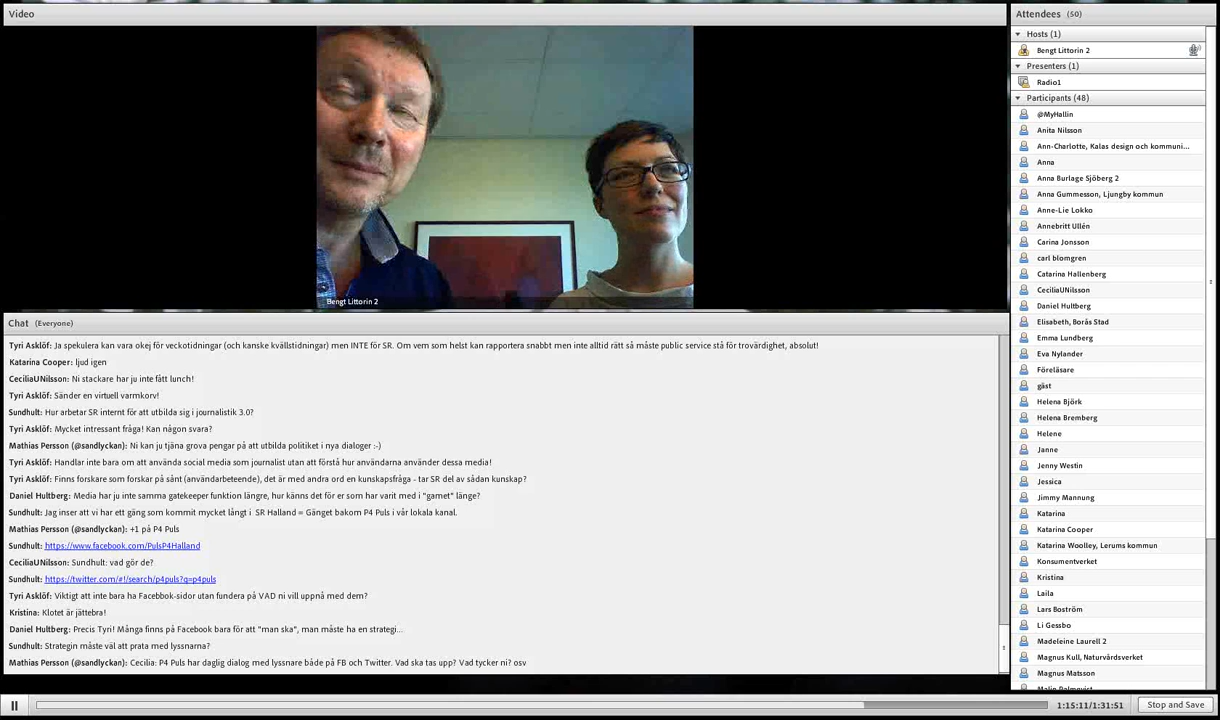 Video
Bengt Littorin 2
Chat (Everyone)
Tyri Asklöf: Ja spekulera kan vara okej för veckotidningar (och kanske kvällstidningar) men INTE för SR. Om vem som helst kan rapportera snabbt men inte alltid rätt så måste public service stå för trovärdighet, absolut!
Katarina Cooper: ljud igen
CeciliaUNilsson: Ni stackare har ju inte fått lunch!
Tyri Asklöf: Sänder en virtuell varmkorv!
Sundhult: Hur arbetar SR internt för att utbilda sig i journalistik 3.0?
Tyri Asklöf: Mycket intressant fråga! Kan någon svara?
Mathias Persson (@sandlyckan): Ni kan ju tjäna grova pengar på att utbilda politiket i nya dialoger :-)
Tyri Asklöf: Handlar inte bara om att använda social media som journalist utan att förstå hur användarna använder dessa media!
Tyri Asklöf: Finns forskare som forskar på sånt (användarbeteende), det är med andra ord en kunskapsfråga - tar SR del av sådan kunskap?
Daniel Hultberg: Media har ju inte samma gatekeeper funktion längre, hur känns det för er som har varit med i "gamet" länge?
Sundhult: Jag inser att vi har ett gäng som kommit mycket långt i SR Halland = Gänget bakom P4 Puls i vår lokala kanal.
Mathias Persson (@sandlyckan): +1 på P4 Puls
Sundhult: https://www.facebook.com/PulsP4Halland
CeciliaUNilsson: Sundhult: vad gör de?
Sundhult: https://twitter.com/#!/search/p4puls?q=p4puls
Tyri Asklöf: Viktigt att inte bara ha Facebbok-sidor utan fundera på VAD ni vill uppnå med dem?
Kristina: Klotet är jättebra!
Daniel Hultberg: Precis Tyri! Många finns på Facebook bara för att "man ska", man måste ha en strategi...
Sundhult: Strategin måste väl att prata med lyssnarna?
Mathias Persson (@sandlyckan): Cecilia: P4 Puls har daglig dialog med lyssnare både på FB och Twitter. Vad ska tas upp? Vad tycker ni? osv
Attendees (50)
Hosts (1)
Bengt Littorin 2
Presenters (1)
Radio1
Participants (48)
@MyHallin
Anita Nilsson
Ann-Charlotte, Kalas design och kommuni...
Anna
Anna Burlage Sjöberg 2
Anna Gummesson, Ljungby kommun
Anne-Lie Lokko
Annebritt Ullén
Carina Jonsson
carl blomgren
Catarina Hallenberg
CeciliaUNilsson
Daniel Hultberg
Elisabeth, Borås Stad
Emma Lundberg
Eva Nylander
Föreläsare
gäst
Helena Björk
Helena Bremberg
Helene
Janne
Jenny Westin
Jessica
Jimmy Mannung
Katarina
Katarina Cooper
Katarina Woolley, Lerums kommun
Konsumentverket
Kristina
Laila
Lars Boström
Li Gessbo
Madeleine Laurell 2
Magnus Kull, Naturvårdsverket
Magnus Matsson
Malin Palmqvist
1:15:11/1:31:51
Stop and Save